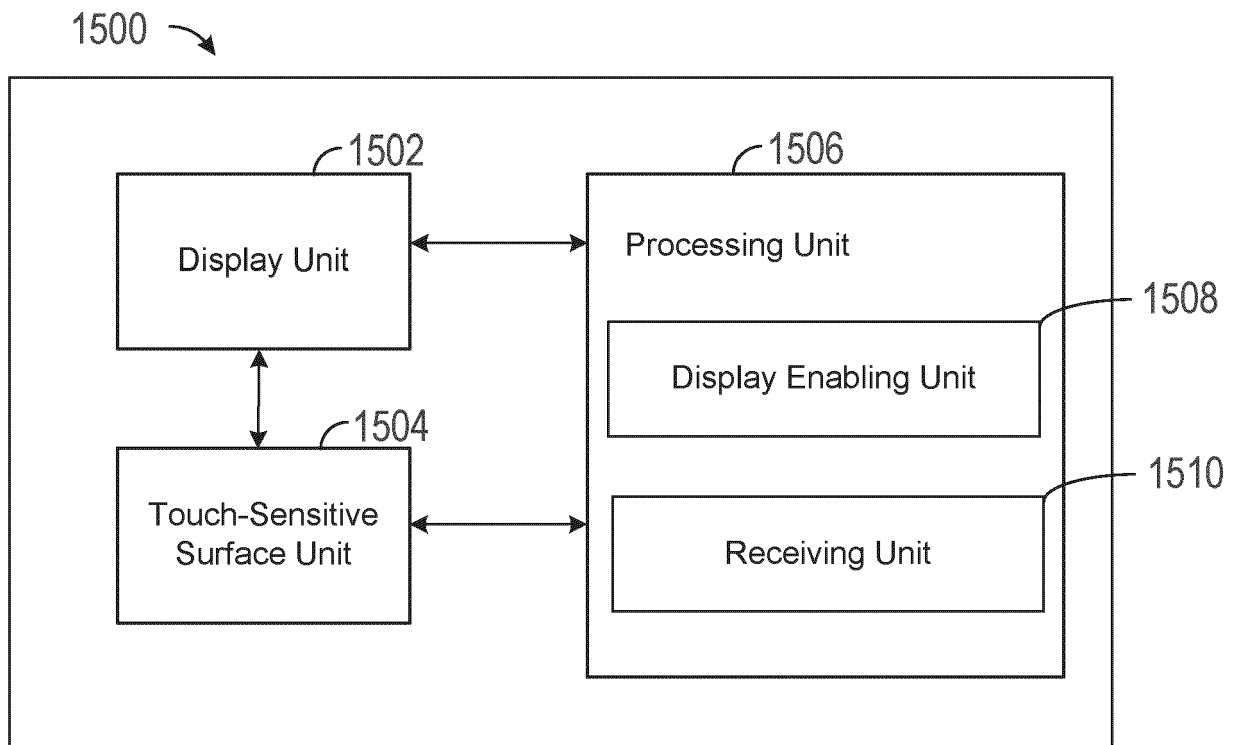 1500
1502
1506
Display Unit
Processing Unit
1508
Display Enabling Unit
1504
1510
Touch-Sensitive
Surface Unit
Receiving Unit